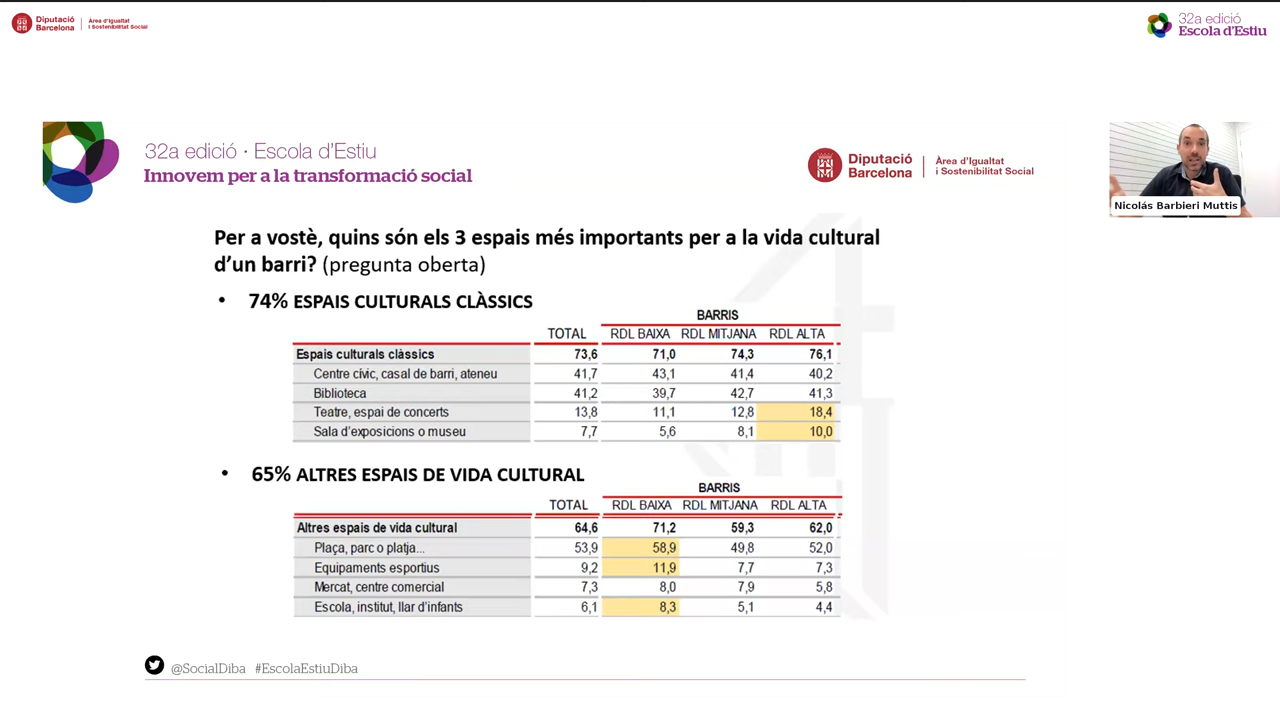 Diputació
Barcelona
Àrea d'Igualtat
i Sostenibilitat Social
32a edició
Escola d'Estiu
32a edició · Escola d'Estiu
Innovem per a la transformació social
Diputació
Barcelona
Àrea d'Igualtat
i Sostenibilitat Social
Nicolás Barbieri Muttis
Per a vostè, quins són els 3 espais més importants per a la vida cultural
d'un barri? (pregunta oberta)
• 74% ESPAIS CULTURALS CLÀSSICS
BARRIS
TOTAL RDL BAIXA RDL MITJANA RDL ALTA
Espais culturals clàssics 73,6 71,0 74,3 76,1
Centre cívic, casal de barri, ateneu 41,7 43,1 41,4 40,2
Biblioteca 41,2 39,7 42,7 41,3
Teatre, espai de concerts 13,8 11,1 12,8 18,4
Sala d'exposicions o museu 7,7 5,6 8,1 10,0
• 65% ALTRES ESPAIS DE VIDA CULTURAL
BARRIS
TOTAL RDL BAIXA RDL MITJANA RDL ALTA
Altres espais de vida cultural 64,6 71,2 59,3 62,0
Plaça, parc o platja... 53,9 58,9 49,8 52,0
Equipaments esportius 9,2 11,9 7,7 7,3
Mercat, centre comercial 7,3 8,0 7,9 5,8
Escola, institut, llar d'infants 6,1 8,3 5,1 4,4
@SocialDiba #EscolaEstiuDiba